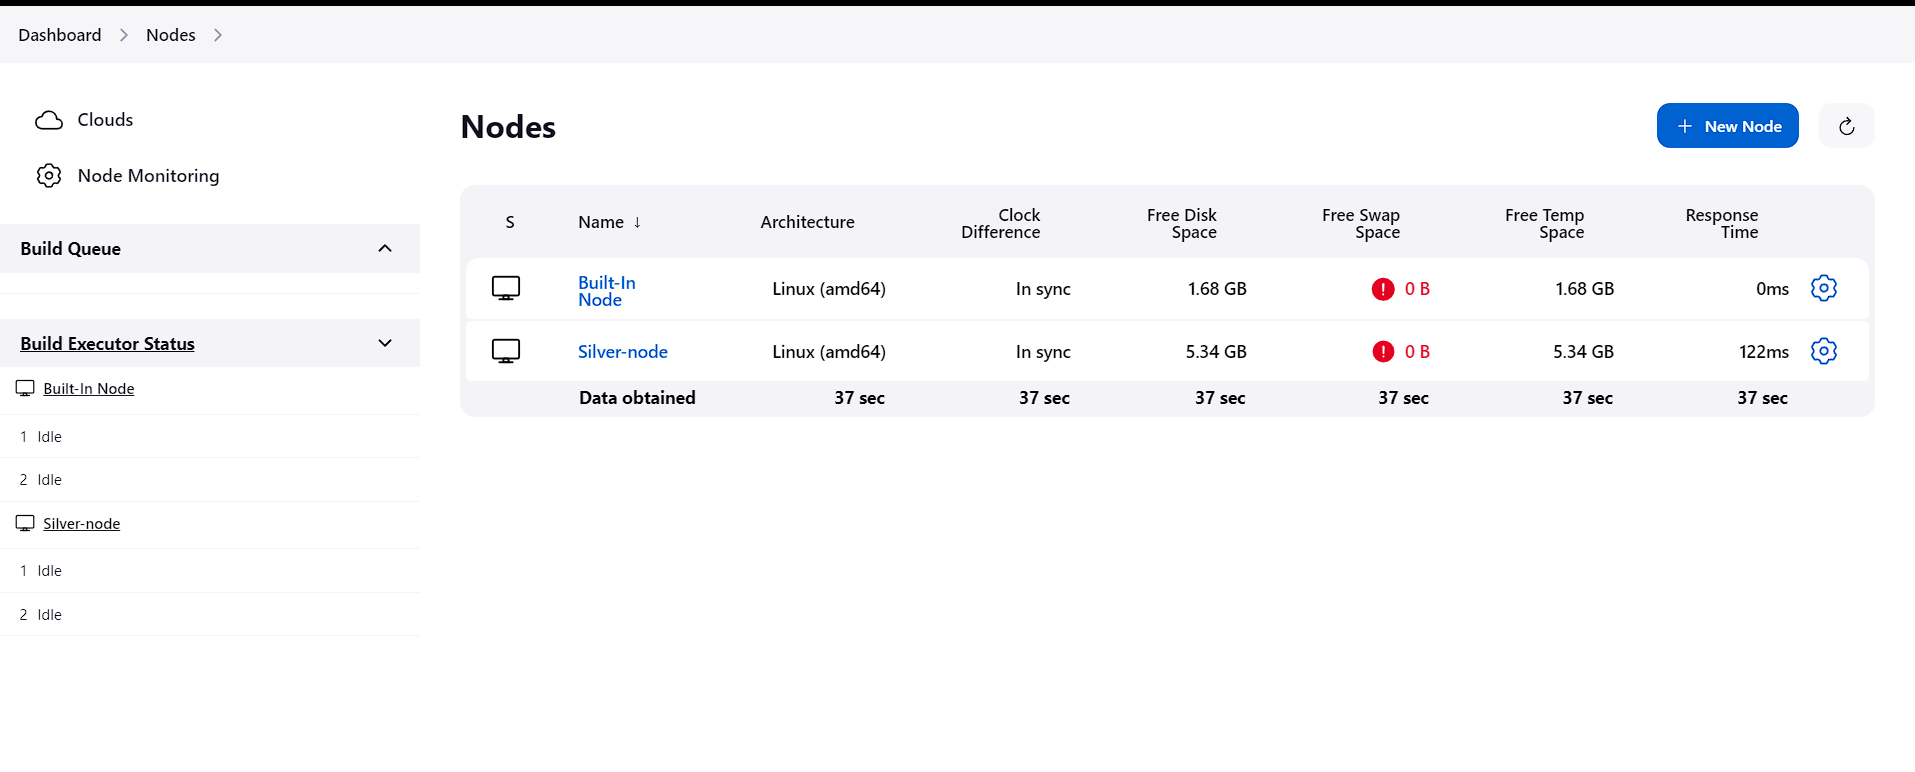 Dashboard
Nodes
Clouds
Node Monitoring
Build Queue
Build Executor Status
Built-In Node
1 Idle
2 Idle
Silver-node
1 Idle
2 Idle
Nodes
+ New Node
S Name ↓ Architecture Clock Difference Free Disk Space Free Swap Space Free Temp Space Response Time
Built-In Node Linux (amd64) In sync 1.68 GB ! 0 B 1.68 GB 0ms
Silver-node Linux (amd64) In sync 5.34 GB ! 0 B 5.34 GB 122ms
Data obtained 37 sec 37 sec 37 sec 37 sec 37 sec 37 sec